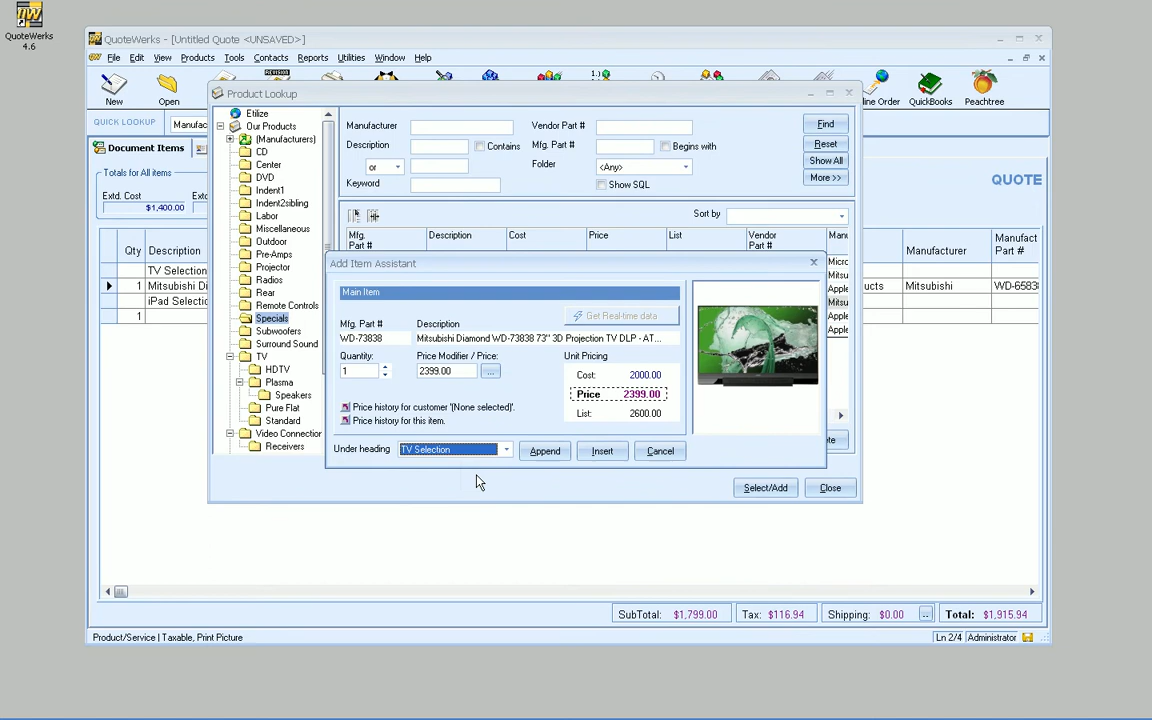 QuoteWerks
4.6
QuoteWerks - [Untitled Quote <UNSAVED>]
File Edit View Products Tools Contacts Reports Utilities Window Help
New Open line Order QuickBooks Peachtree
QUICK LOOKUP Manufac
Document Items
Totals for All items
Extd. Cost
$1,400.00
QUOTE
Qty Description Manufacturer Manufact
Part #
TV Selection
1 Mitsubishi Di ucts Mitsubishi WD-6583
iPad Selectio
1
Product Lookup
Etilize
Our Products
(Manufacturers)
CD
Center
DVD
Indent1
Indent2sibling
Labor
Miscellaneous
Outdoor
Pre-Amps
Projector
Radios
Rear
Remote Controls
Specials
Subwoofers
Surround Sound
TV
HDTV
Plasma
Speakers
Pure Flat
Standard
Video Connection
Receivers
Manufacturer Vendor Part # Find
Description Contains Mfg. Part # Begins with Reset
or Folder <Any> Show All
Keyword Show SQL More >>
Sort by
Mfg.
Part # Description Cost Price List Vendor
Part # Manu
Micro
Mitsu
Apple
Mitsu
Apple
Apple
Add Item Assistant
Main Item
Get Real-time data
Mfg. Part # Description
WD-73838 Mitsubishi Diamond WD-73838 73" 3D Projection TV DLP - AT...
Quantity: Price Modifier / Price: Unit Pricing
1 2399.00 ... Cost: 2000.00
Price 2399.00
List: 2600.00
Price history for customer '(None selected)'.
Price history for this item.
Under heading TV Selection Append Insert Cancel
Select/Add Close
SubTotal: $1,799.00 Tax: $116.94 Shipping: $0.00 .. Total: $1,915.94
Product/Service | Taxable, Print Picture Ln 2/4 Administrator